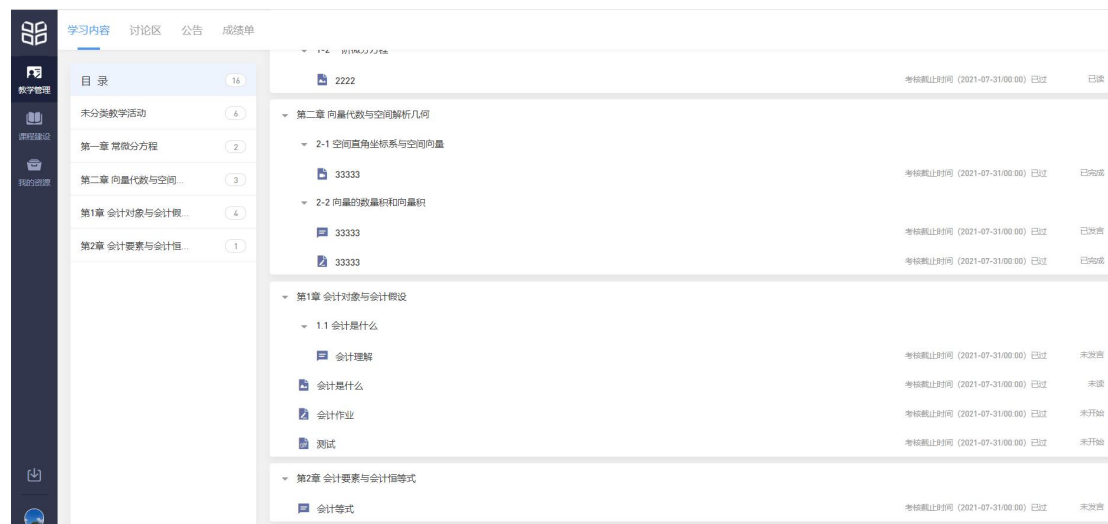 学习内容 讨论区 公告 成绩单
教学管理
课程建设
我的资源
目录 16
未分类教学活动 6
第一章 常微分方程 2
第二章 向量代数与空间... 3
第1章 会计对象与会计假... 4
第2章 会计要素与会计恒... 1
2222 考核截止时间 (2021-07-31/00:00) 已过 已读
第二章 向量代数与空间解析几何
2-1 空间直角坐标系与空间向量
33333 考核截止时间 (2021-07-31/00:00) 已过 已完成
2-2 向量的数量积和向量积
33333 考核截止时间 (2021-07-31/00:00) 已过 已发言
33333 考核截止时间 (2021-07-31/00:00) 已过 已完成
第1章 会计对象与会计假设
1.1 会计是什么
会计理解 考核截止时间 (2021-07-31/00:00) 已过 未发言
会计是什么 考核截止时间 (2021-07-31/00:00) 已过 未读
会计作业 考核截止时间 (2021-07-31/00:00) 已过 未开始
测试 考核截止时间 (2021-07-31/00:00) 已过 未开始
第2章 会计要素与会计恒等式
会计等式 考核截止时间 (2021-07-31/00:00) 已过 未发言